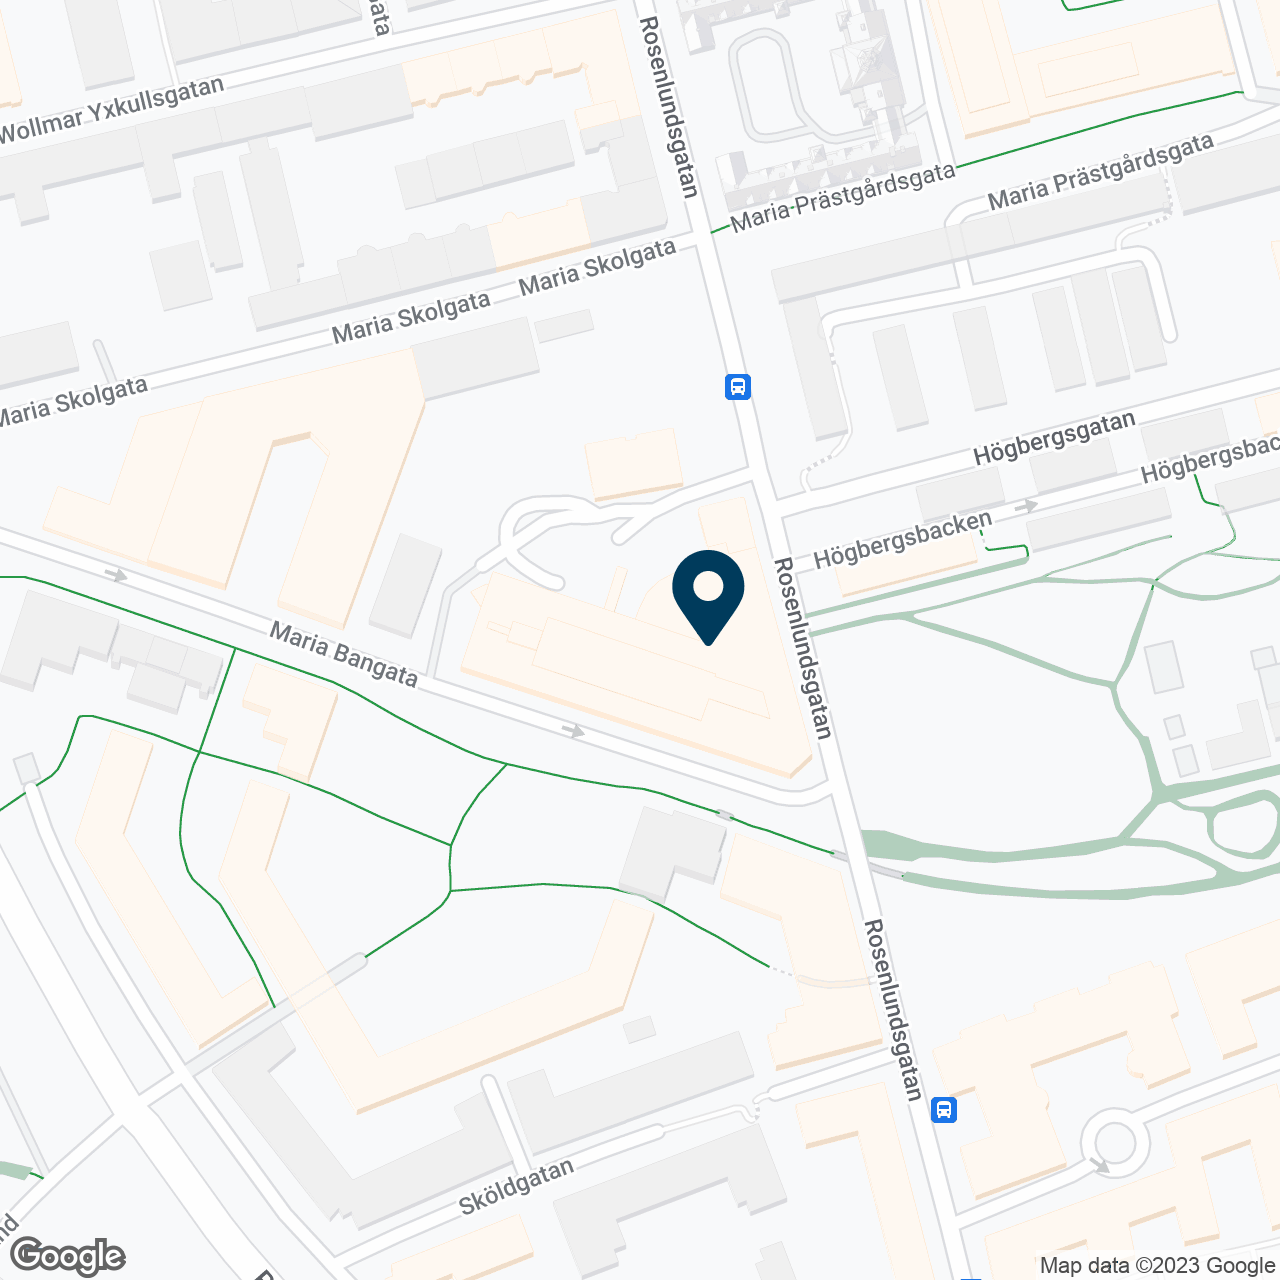 gata
Wollmar Yxkullsgatan
Rosenlundsgatan
Maria Prästgårdsgata
Maria Prästgårdsgata
Maria Skolgata
Maria Skolgata
Maria Skolgata
Högbergsgatan
Högbergsbac
Högbergsbacken
Rosenlundsgatan
Maria Bangata
Rosenlundsgatan
Sköldgatan
nd
Google
Map data ©2023 Google